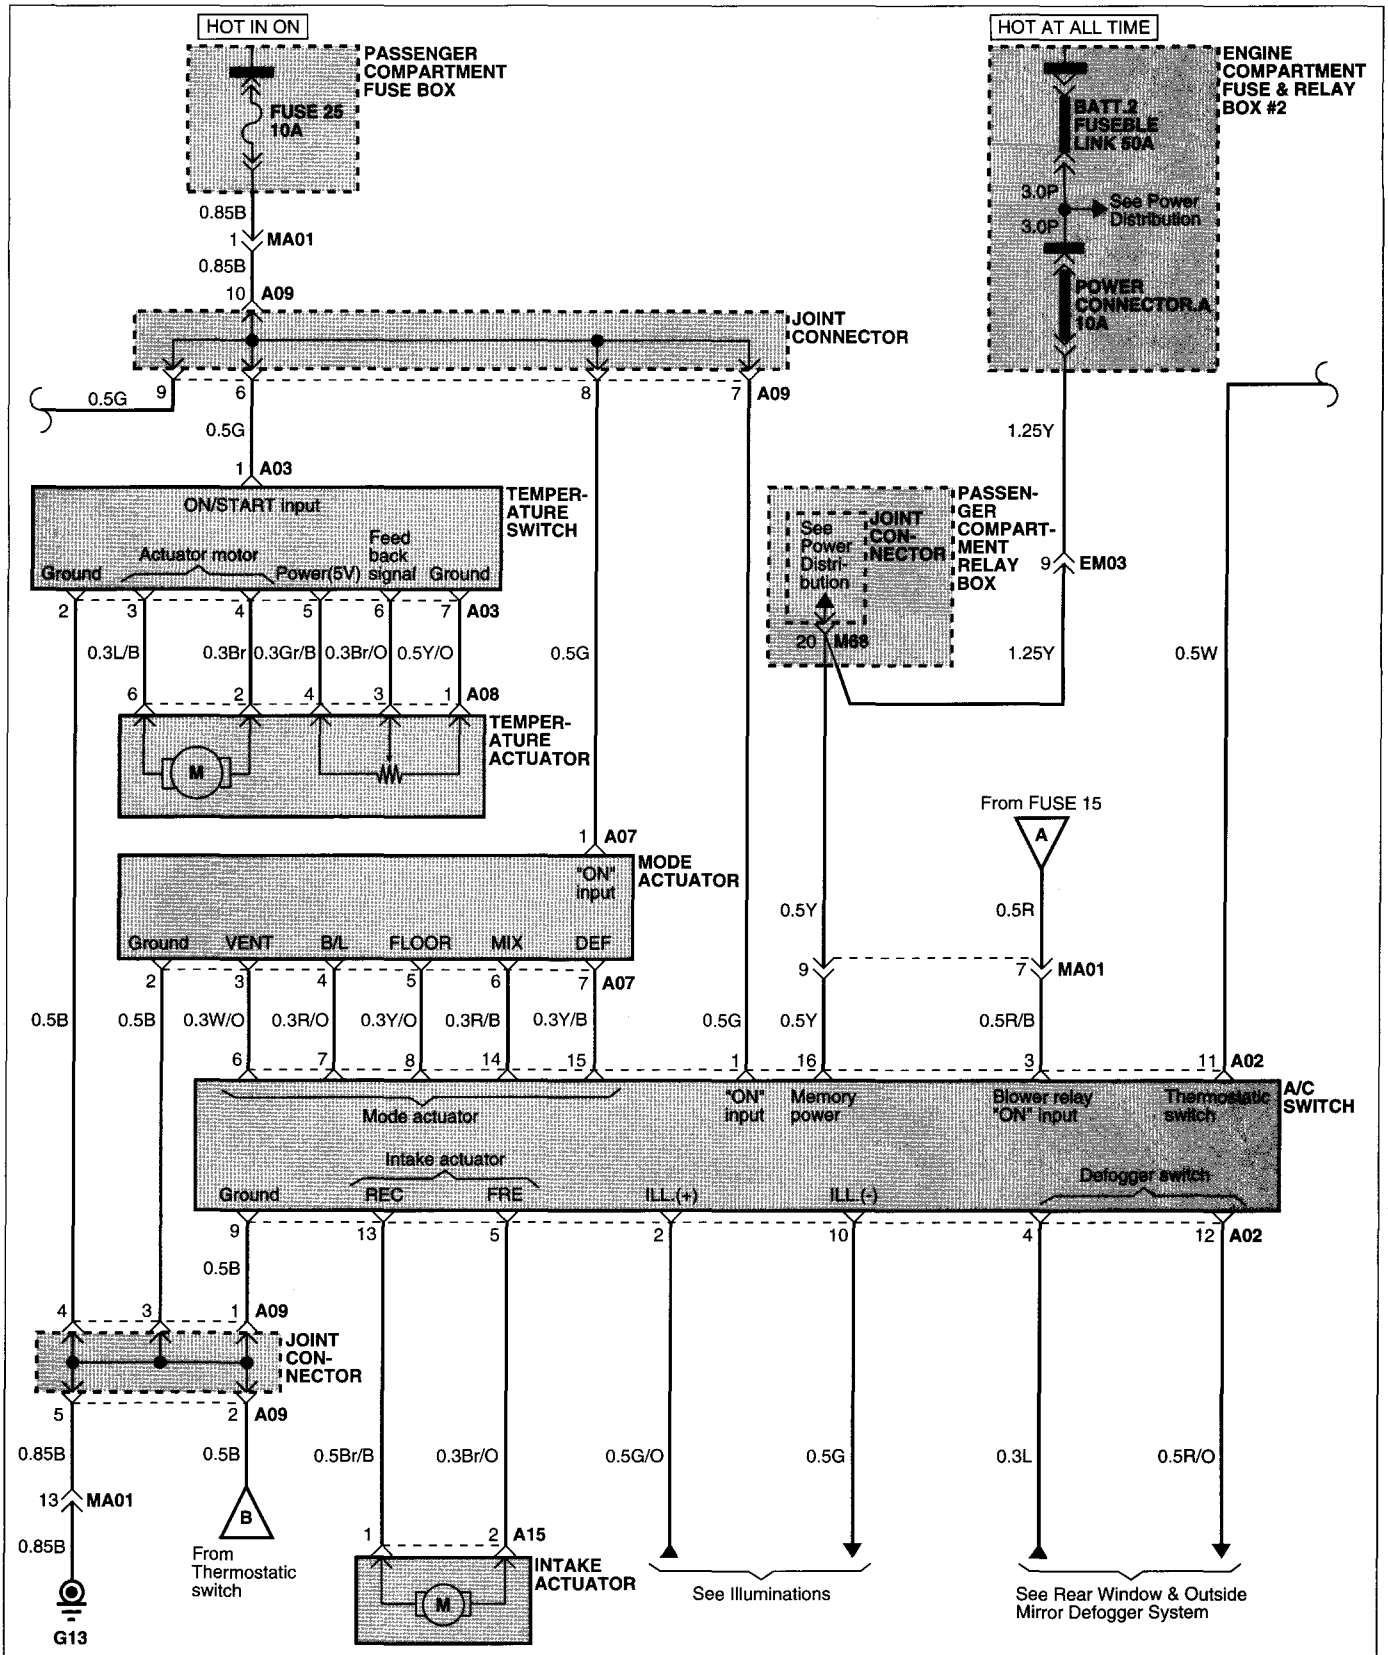 HOT IN ON
HOT AT ALL TIME
PASSENGER
COMPARTMENT
FUSE BOX
FUSE 25
10A
ENGINE
COMPARTMENT
FUSE & RELAY
BOX #2
BATT.2
FUSEBLE
LINK 50A
3.0P
See Power
Distribution
3.0P
POWER
CONNECTOR.A
10A
0.85B
1 MA01
0.85B
10 A09
JOINT
CONNECTOR
9 6 8 7 A09
0.5G
0.5G
1.25Y
1 A03
TEMPER-
ATURE
SWITCH
ON/START input
Actuator motor
Feed
back
signal
Ground
Power(5V)
Ground
2 3 4 5 6 7 A03
PASSEN-
GER
COMPART-
MENT
RELAY
BOX
JOINT
CON-
NECTOR
See
Power
Distri-
bution
20 M68
9 EM03
0.3L/B 0.3Br 0.3Gr/B 0.3Br/O 0.5Y/O 0.5G 1.25Y 0.5W
6 2 4 3 1 A08
TEMPER-
ATURE
ACTUATOR
M
From FUSE 15
A
1 A07
MODE
ACTUATOR
"ON"
input
Ground VENT B/L FLOOR MIX DEF
2 3 4 5 6 7 A07
0.5Y 0.5R
9 7 MA01
0.5B 0.5B 0.3W/O 0.3R/O 0.3Y/O 0.3R/B 0.3Y/B 0.5G 0.5Y 0.5R/B
6 7 8 14 15 1 16 3 11 A02
A/C
SWITCH
Mode actuator
"ON"
input
Memory
power
Blower relay
"ON" input
Thermostatic
switch
Intake actuator
Defogger switch
Ground REC FRE ILL.(+) ILL.(-)
9 13 5 2 10 4 12 A02
0.5B
4 3 1 A09
JOINT
CON-
NECTOR
5 2 A09
0.85B 0.5B 0.5Br/B 0.3Br/O 0.5G/O 0.5G 0.3L 0.5R/O
13 MA01
B
0.85B
From
Thermostatic
switch
G13
1 2 A15
INTAKE
ACTUATOR
M
See Illuminations
See Rear Window & Outside
Mirror Defogger System